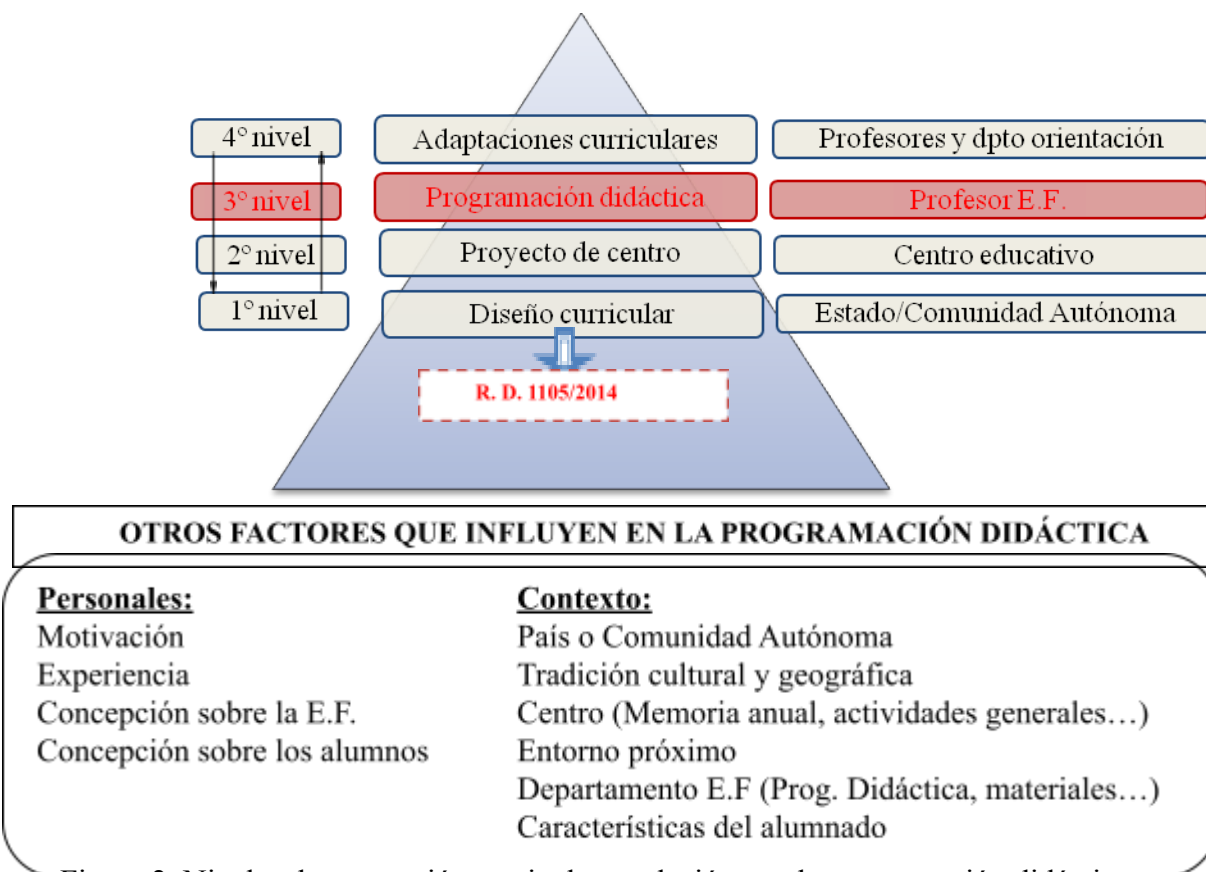 4° nivel Adaptaciones curriculares Profesores y dpto orientación
3° nivel Programación didáctica Profesor E.F.
2° nivel Proyecto de centro Centro educativo
1° nivel Diseño curricular Estado/Comunidad Autónoma
R. D. 1105/2014
OTROS FACTORES QUE INFLUYEN EN LA PROGRAMACIÓN DIDÁCTICA
Personales:
Motivación
Experiencia
Concepción sobre la E.F.
Concepción sobre los alumnos
Contexto:
País o Comunidad Autónoma
Tradición cultural y geográfica
Centro (Memoria anual, actividades generales…)
Entorno próximo
Departamento E.F (Prog. Didáctica, materiales…)
Características del alumnado